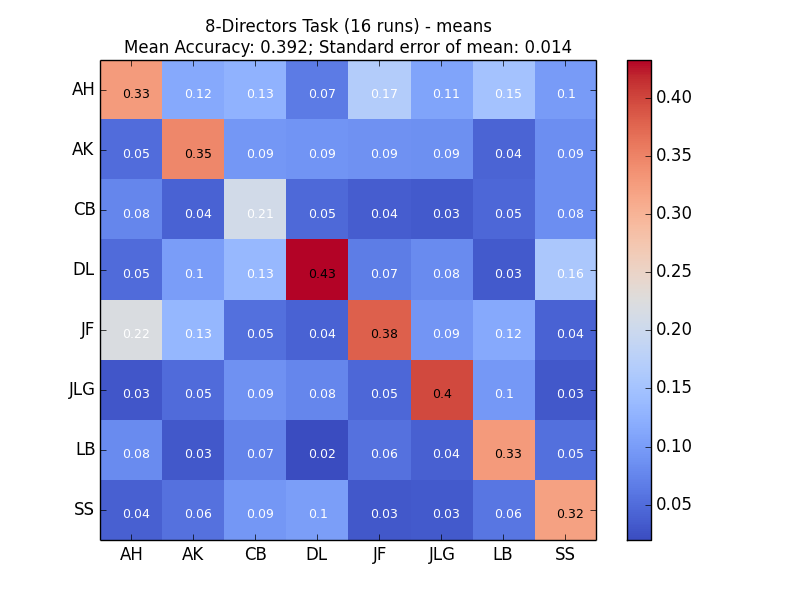 8-Directors Task (16 runs) - means
Mean Accuracy: 0.392; Standard error of mean: 0.014
AH 0.33 0.12 0.13 0.07 0.17 0.11 0.15 0.1
AK 0.05 0.35 0.09 0.09 0.09 0.09 0.04 0.09
CB 0.08 0.04 0.21 0.05 0.04 0.03 0.05 0.08
DL 0.05 0.1 0.13 0.43 0.07 0.08 0.03 0.16
JF 0.22 0.13 0.05 0.04 0.38 0.09 0.12 0.04
JLG 0.03 0.05 0.09 0.08 0.05 0.4 0.1 0.03
LB 0.08 0.03 0.07 0.02 0.06 0.04 0.33 0.05
SS 0.04 0.06 0.09 0.1 0.03 0.03 0.06 0.32
AH AK CB DL JF JLG LB SS
0.40
0.35
0.30
0.25
0.20
0.15
0.10
0.05